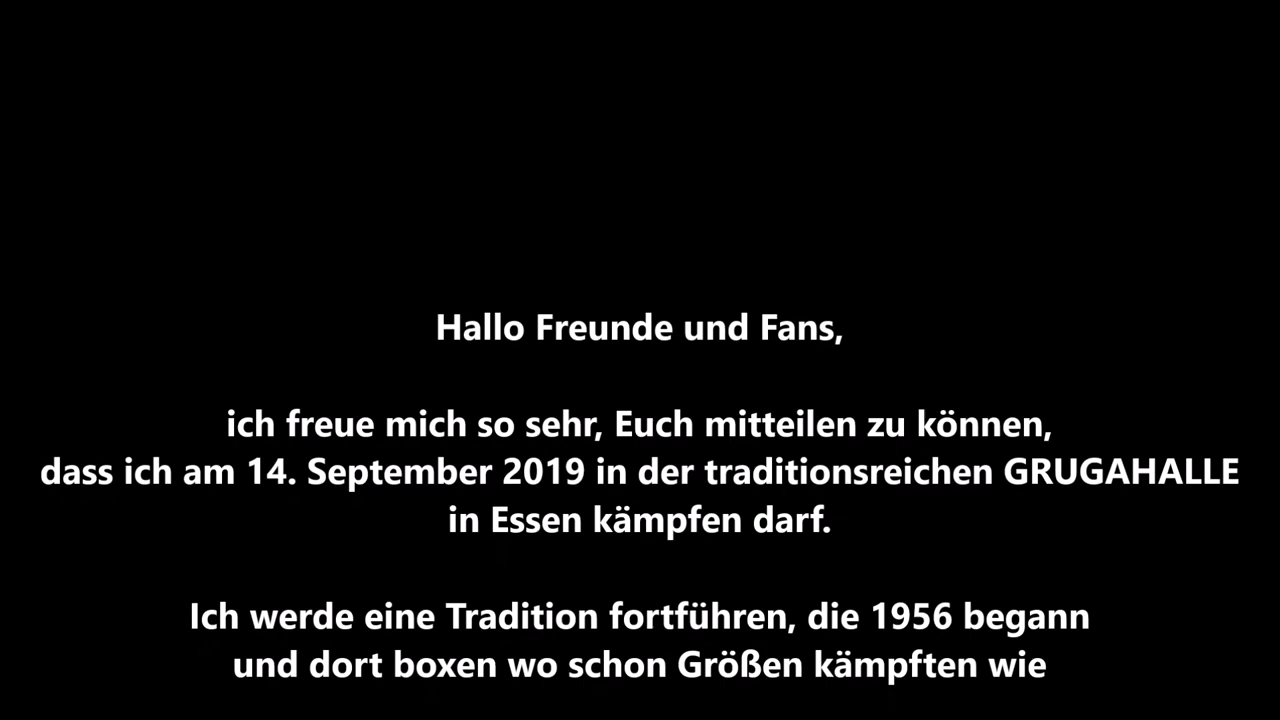 Hallo Freunde und Fans,
ich freue mich so sehr, Euch mitteilen zu können,
dass ich am 14. September 2019 in der traditionsreichen GRUGAHALLE
in Essen kämpfen darf.
Ich werde eine Tradition fortführen, die 1956 begann
und dort boxen wo schon Größen kämpften wie